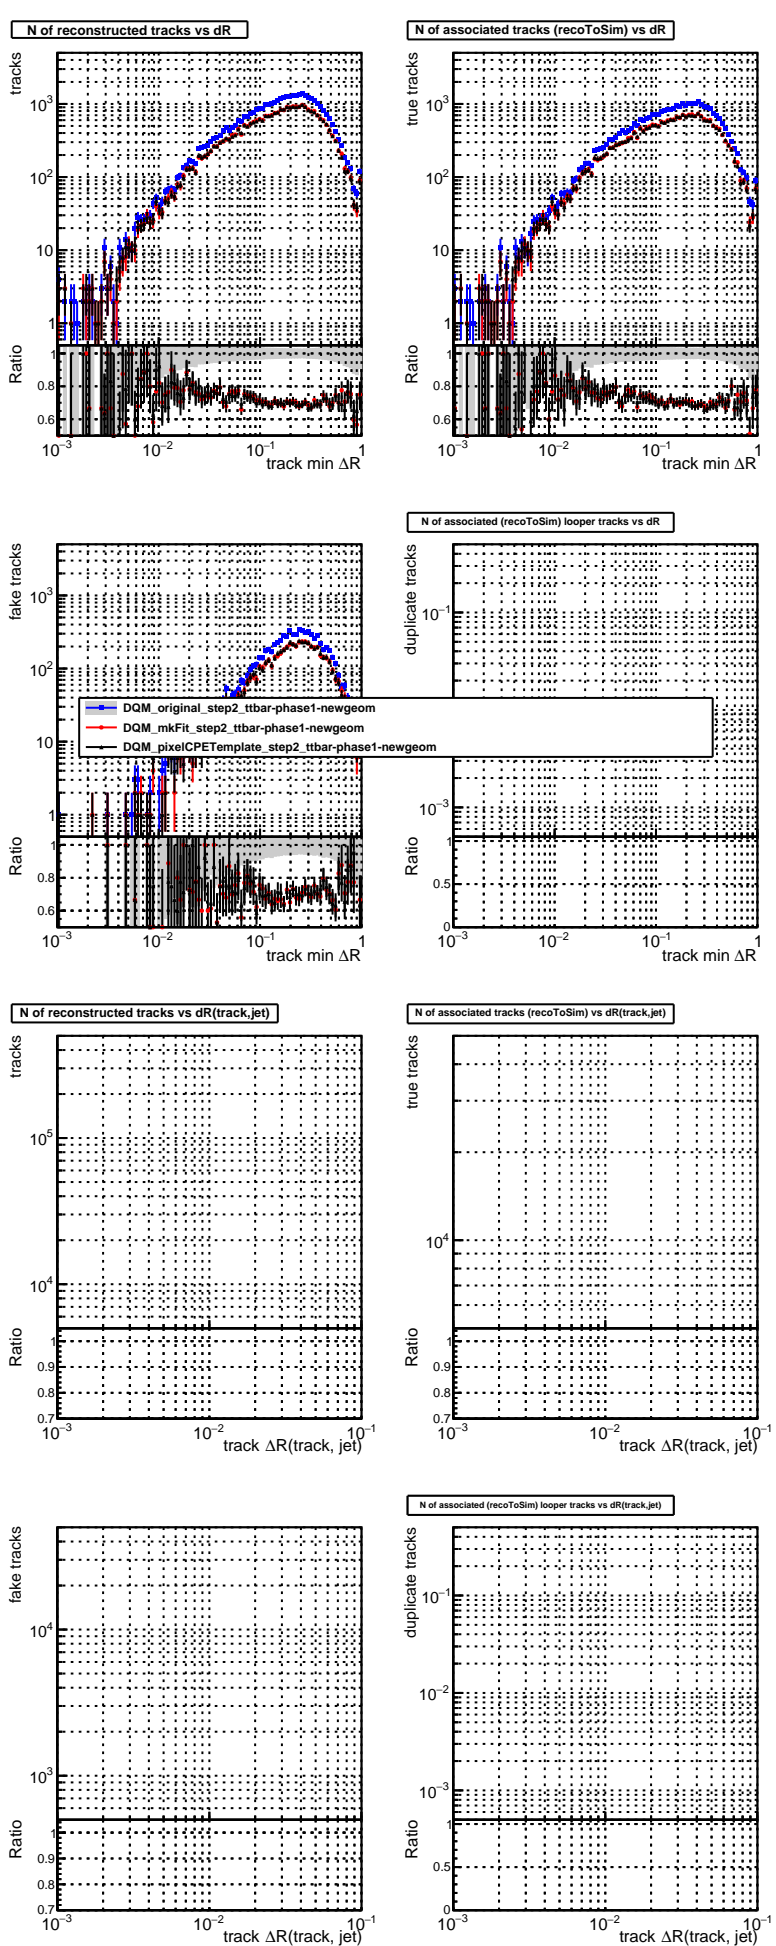 N of reconstructed tracks vs dR
N of associated tracks (recoToSim) vs dR
tracks
true tracks
10³
10³
10²
10²
10
10
1
1
Ratio
Ratio
1
0.8
0.6
1
0.8
0.6
10⁻³ 10⁻² 10⁻¹ 1
10⁻³ 10⁻² 10⁻¹ 1
track min ΔR
track min ΔR
N of associated (recoToSim) looper tracks vs dR
fake tracks
duplicate tracks
10³
10⁻¹
10²
DQM_original_step2_ttbar-phase1-newgeom
DQM_mkFit_step2_ttbar-phase1-newgeom
DQM_pixelCPETemplate_step2_ttbar-phase1-newgeom
10
1
10⁻³
Ratio
Ratio
1
0.8
0.6
1
0.5
0
10⁻³ 10⁻² 10⁻¹ 1
10⁻³ 10⁻² 10⁻¹ 1
track min ΔR
track min ΔR
N of reconstructed tracks vs dR(track,jet)
N of associated tracks (recoToSim) vs dR(track,jet)
tracks
true tracks
10⁵
10⁴
10⁴
Ratio
Ratio
1
0.9
0.8
0.7
1
0.9
0.8
0.7
10⁻³ 10⁻² 10⁻¹
10⁻³ 10⁻² 10⁻¹
track ΔR(track, jet)
track ΔR(track, jet)
N of associated (recoToSim) looper tracks vs dR(track,jet)
fake tracks
duplicate tracks
10⁴
10³
10⁻¹
10⁻²
10⁻³
Ratio
Ratio
1
0.9
0.8
0.7
1
0.5
0
10⁻³ 10⁻² 10⁻¹
10⁻³ 10⁻² 10⁻¹
track ΔR(track, jet)
track ΔR(track, jet)